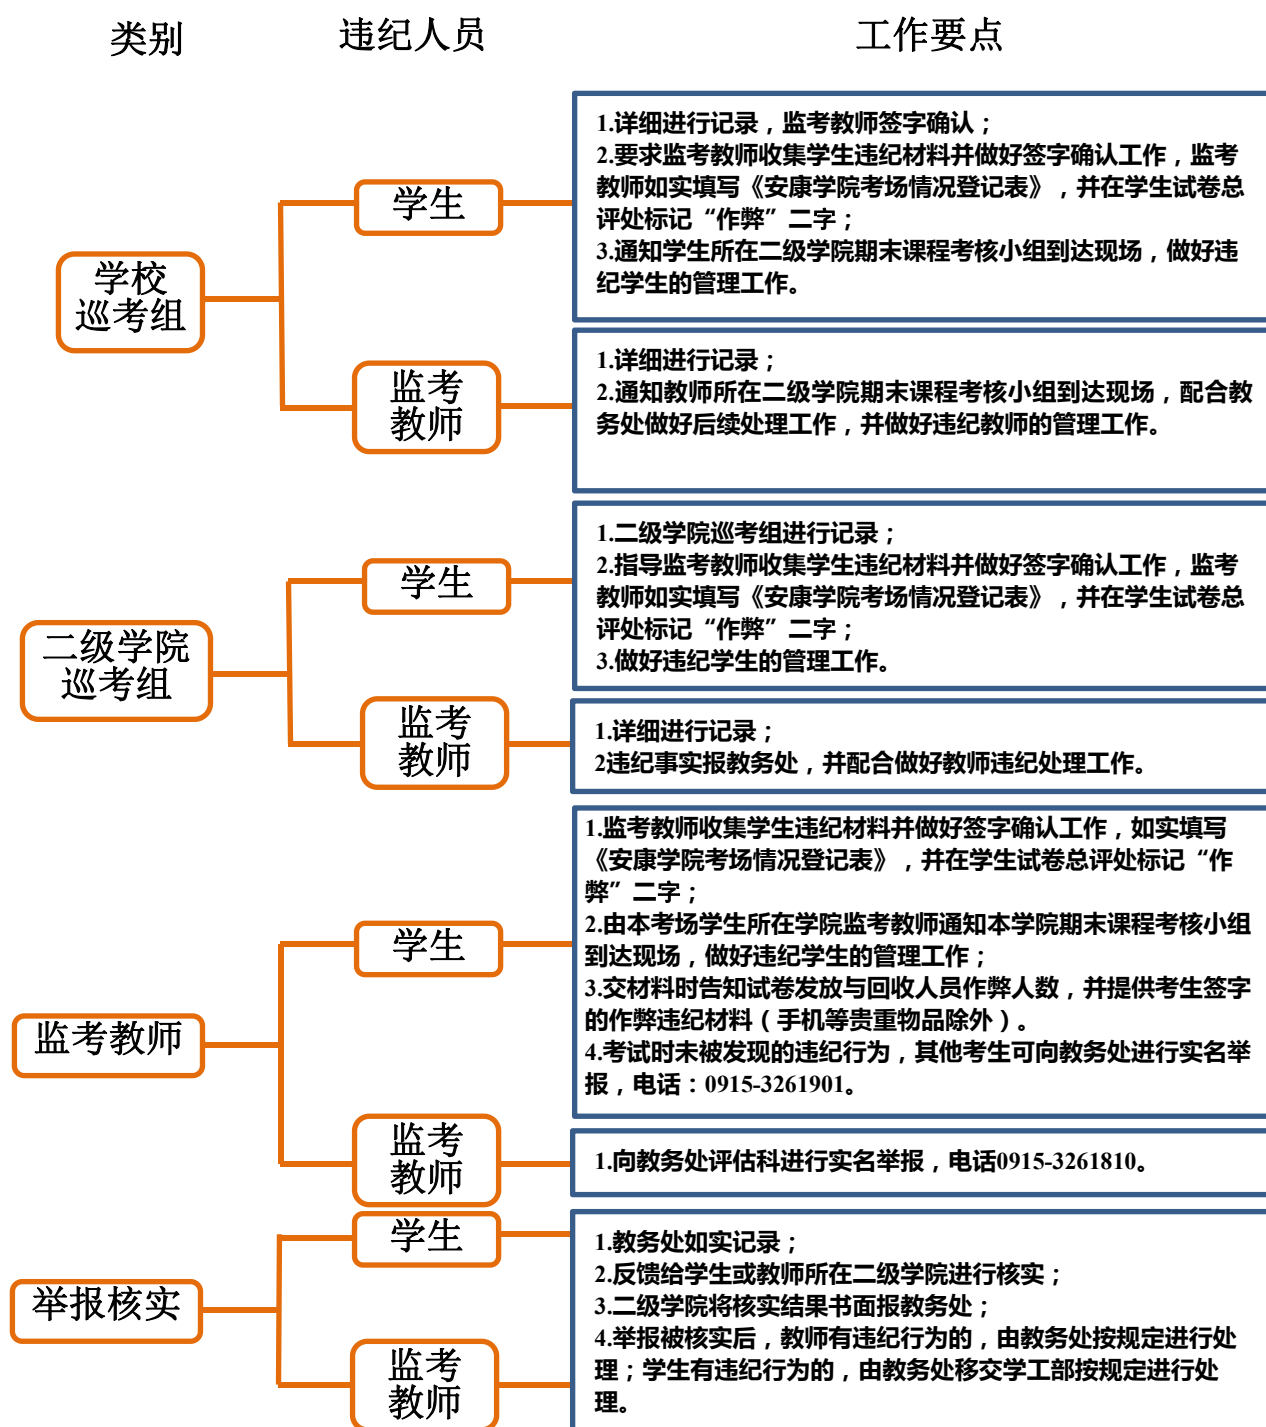 类别 违纪人员 工作要点
学校
巡考组
学生
1.详细进行记录，监考教师签字确认；
2.要求监考教师收集学生违纪材料并做好签字确认工作，监考
教师如实填写《安康学院考场情况登记表》，并在学生试卷总
评处标记“作弊”二字；
3.通知学生所在二级学院期末课程考核小组到达现场，做好违
纪学生的管理工作。
监考
教师
1.详细进行记录；
2.通知教师所在二级学院期末课程考核小组到达现场，配合教
务处做好后续处理工作，并做好违纪教师的管理工作。
二级学院
巡考组
学生
1.二级学院巡考组进行记录；
2.指导监考教师收集学生违纪材料并做好签字确认工作，监考
教师如实填写《安康学院考场情况登记表》，并在学生试卷总
评处标记“作弊”二字；
3.做好违纪学生的管理工作。
监考
教师
1.详细进行记录；
2违纪事实报教务处，并配合做好教师违纪处理工作。
监考教师
学生
1.监考教师收集学生违纪材料并做好签字确认工作，如实填写
《安康学院考场情况登记表》，并在学生试卷总评处标记“作
弊”二字；
2.由本考场学生所在学院监考教师通知本学院期末课程考核小组
到达现场，做好违纪学生的管理工作；
3.交材料时告知试卷发放与回收人员作弊人数，并提供考生签字
的作弊违纪材料（手机等贵重物品除外）。
4.考试时未被发现的违纪行为，其他考生可向教务处进行实名举
报，电话：0915-3261901。
监考
教师
1.向教务处评估科进行实名举报，电话0915-3261810。
举报核实
学生
监考
教师
1.教务处如实记录；
2.反馈给学生或教师所在二级学院进行核实；
3.二级学院将核实结果书面报教务处；
4.举报被核实后，教师有违纪行为的，由教务处按规定进行处
理；学生有违纪行为的，由教务处移交学工部按规定进行处
理。